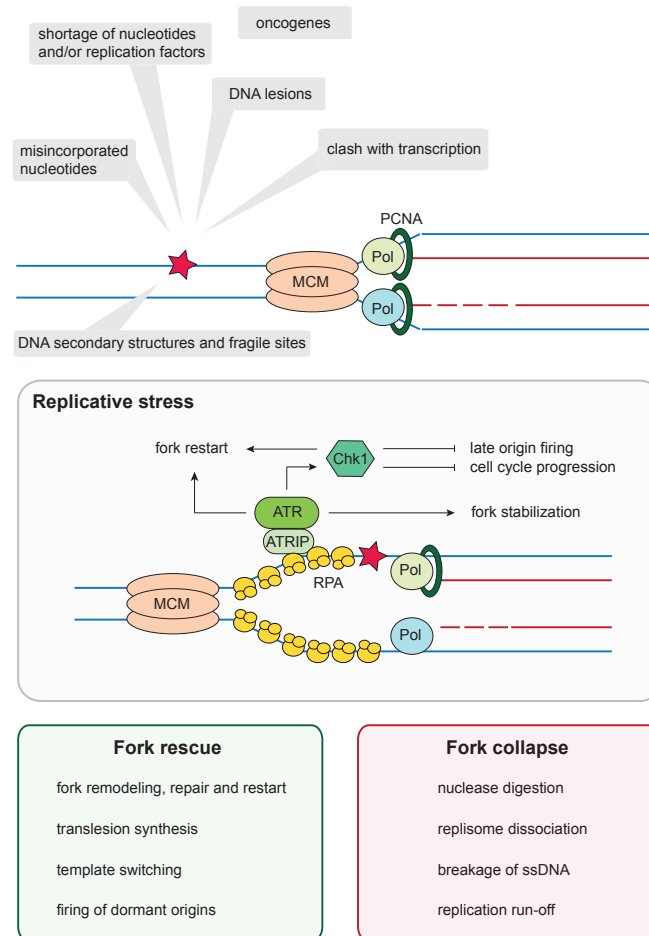 oncogenes
shortage of nucleotides
and/or replication factors
DNA lesions
misincorporated
nucleotides
clash with transcription
PCNA
Pol
MCM
Pol
DNA secondary structures and fragile sites
Replicative stress
fork restart
Chk1
late origin firing
cell cycle progression
ATR
fork stabilization
ATRIP
RPA
Pol
MCM
Pol
Fork rescue
fork remodeling, repair and restart
translesion synthesis
template switching
firing of dormant origins
Fork collapse
nuclease digestion
replisome dissociation
breakage of ssDNA
replication run-off